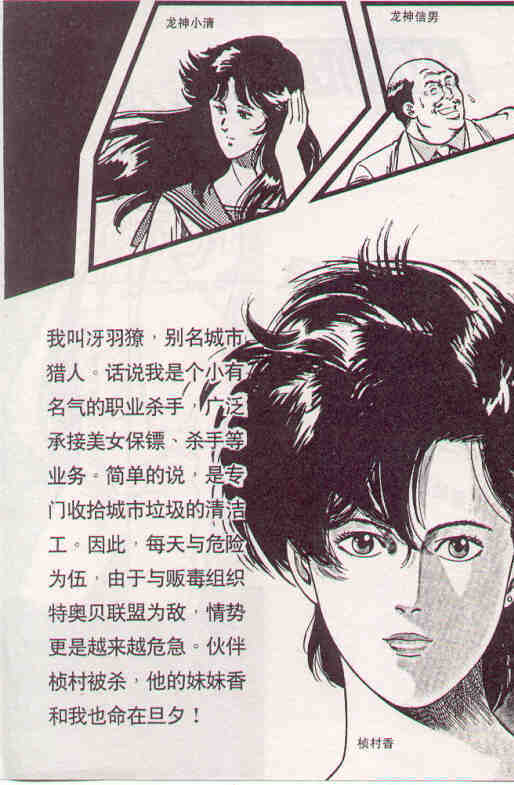 龙神小清
龙神信男
我叫冴羽獠，别名城市
猎人。话说我是个小有
名气的职业杀手，广泛
承接美女保镖、杀手等
业务。简单的说，是专
门收拾城市垃圾的清洁
工。因此，每天与危险
为伍，由于与贩毒组织
特奥贝联盟为敌，情势
更是越来越危急。伙伴
桢村被杀，他的妹妹香
和我也命在旦夕！
桢村香